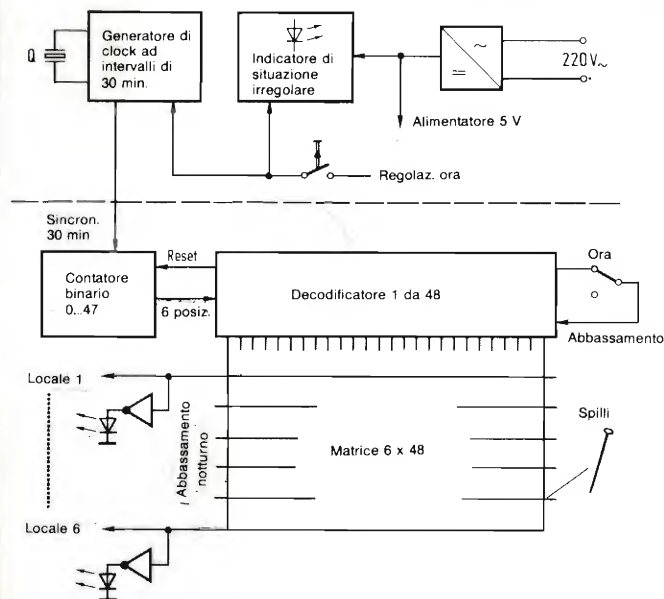 Q
Generatore di
clock ad
intervalli di
30 min.
Indicatore di
situazione
irregolare
~
=
220V~
Alimentatore 5 V
Regolaz. ora
Sincron.
30 min
Contatore
binario
0...47
Reset
6 posiz.
Decodificatore 1 da 48
Ora
Abbassamento
Locale 1
Abbassamento
notturno
Matrice 6 x 48
Spilli
Locale 6